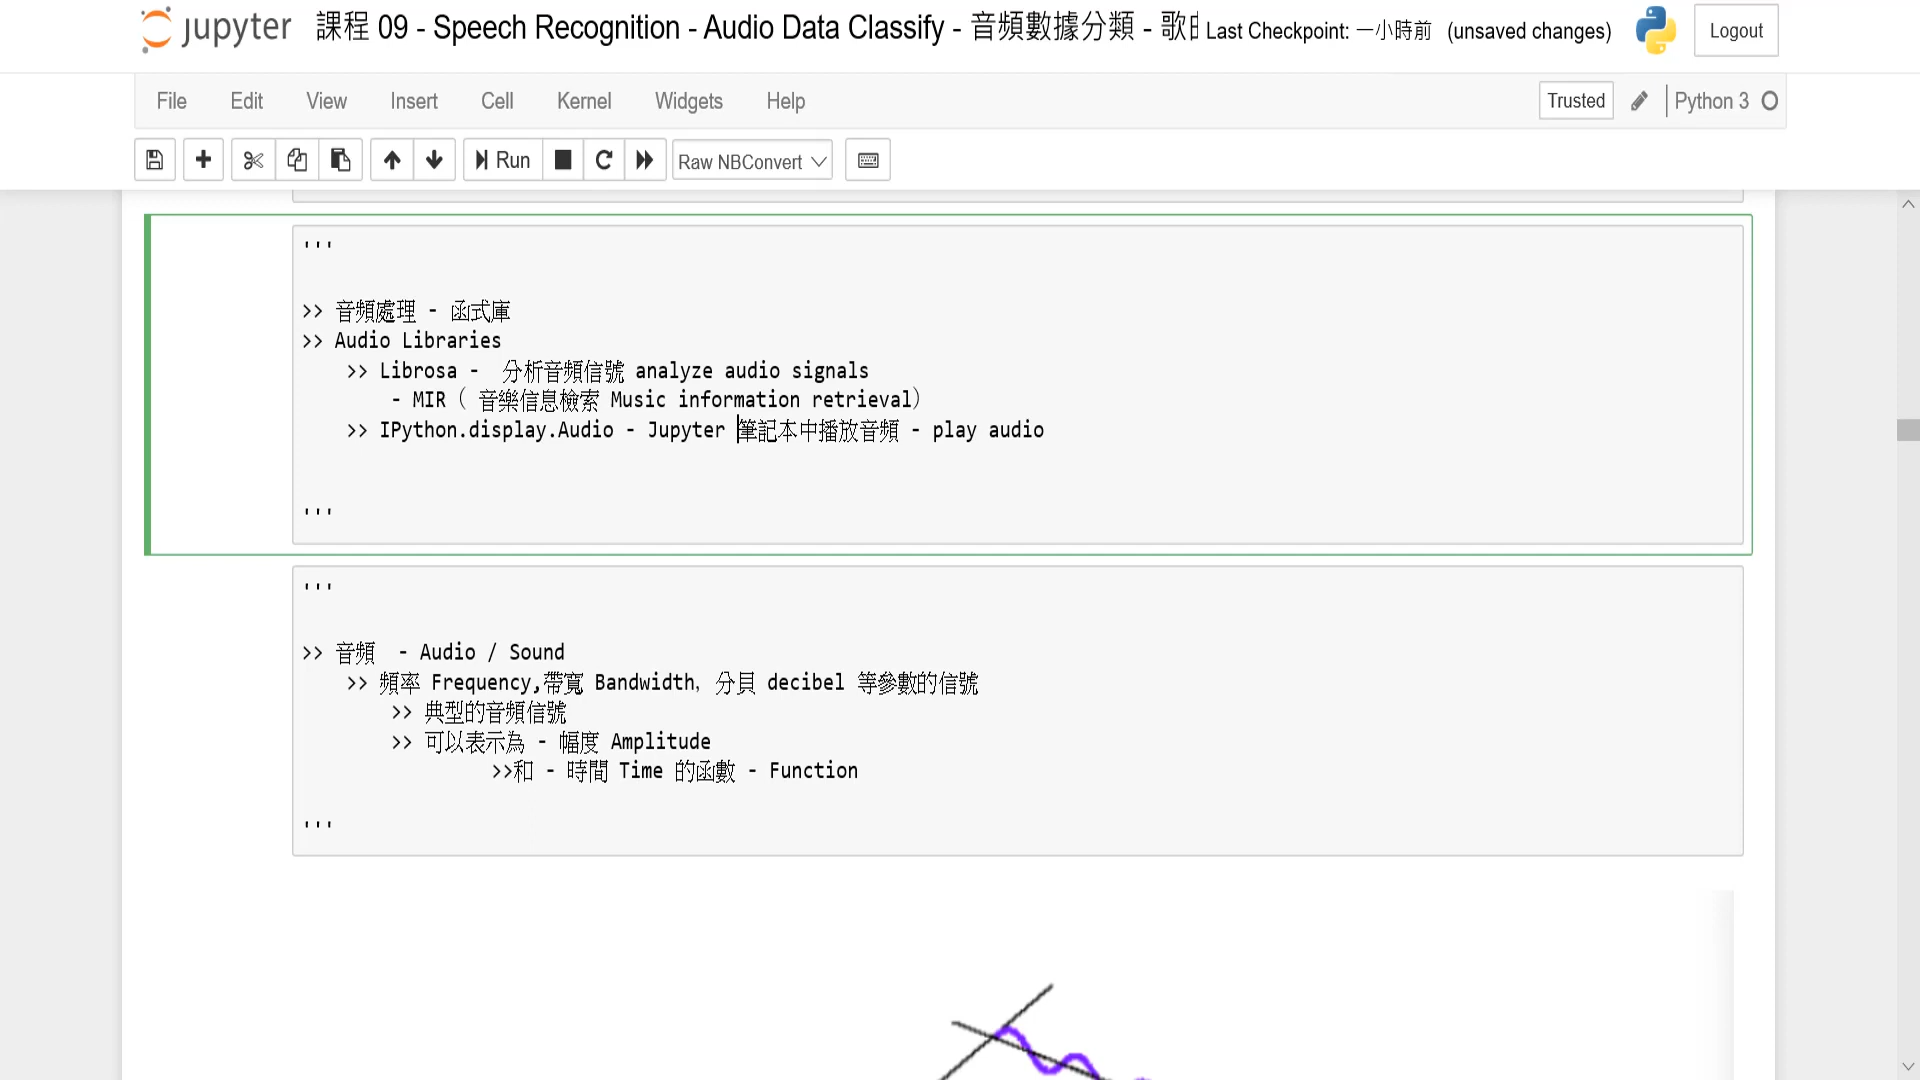 jupyter 課程 09 - Speech Recognition - Audio Data Classify - 音頻數據分類 - 歌 Last Checkpoint: 一小時前 (unsaved changes) Logout
File Edit View Insert Cell Kernel Widgets Help Trusted Python 3
Run Raw NBConvert
'''
>> 音頻處理 - 函式庫
>> Audio Libraries
>> Librosa - 分析音頻信號 analyze audio signals
- MIR（ 音樂信息檢索 Music information retrieval）
>> IPython.display.Audio - Jupyter 筆記本中播放音頻 - play audio
'''
'''
>> 音頻 - Audio / Sound
>> 頻率 Frequency,帶寬 Bandwidth，分貝 decibel 等參數的信號
>> 典型的音頻信號
>> 可以表示為 - 幅度 Amplitude
>>和 - 時間 Time 的函數 - Function
'''